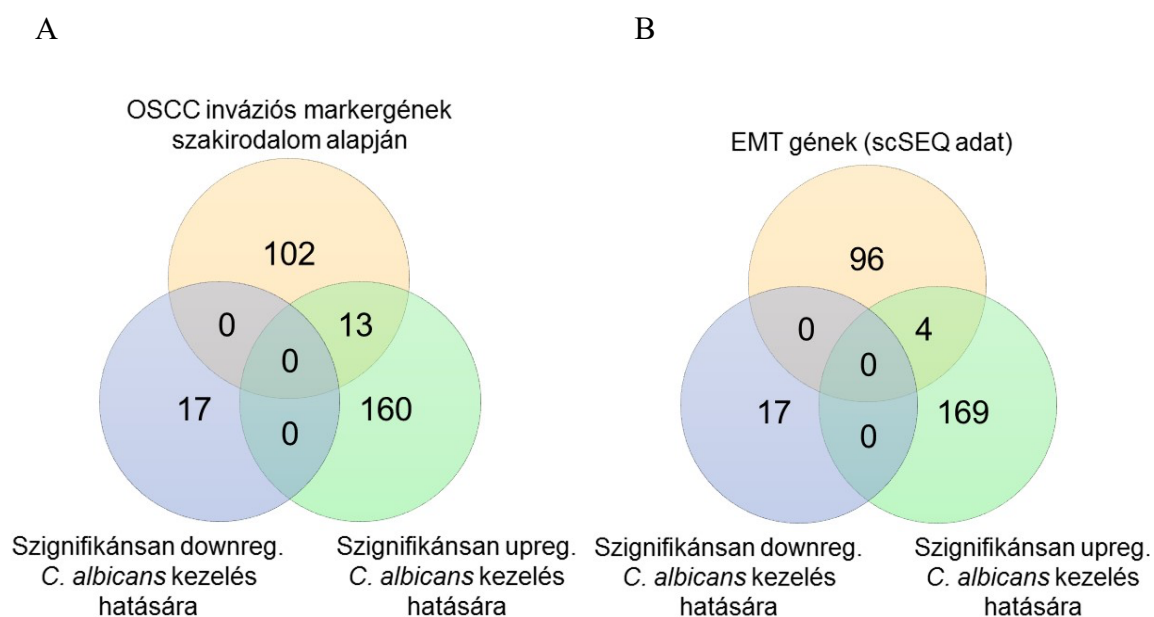 A
OSCC inváziós markergének
szakirodalom alapján
102
0
13
0
17
160
0
Szignifikánsan downreg.
C. albicans kezelés
hatására
Szignifikánsan upreg.
C. albicans kezelés
hatására
B
EMT gének (scSEQ adat)
96
0
4
0
17
169
0
Szignifikánsan downreg.
C. albicans kezelés
hatására
Szignifikánsan upreg.
C. albicans kezelés
hatására